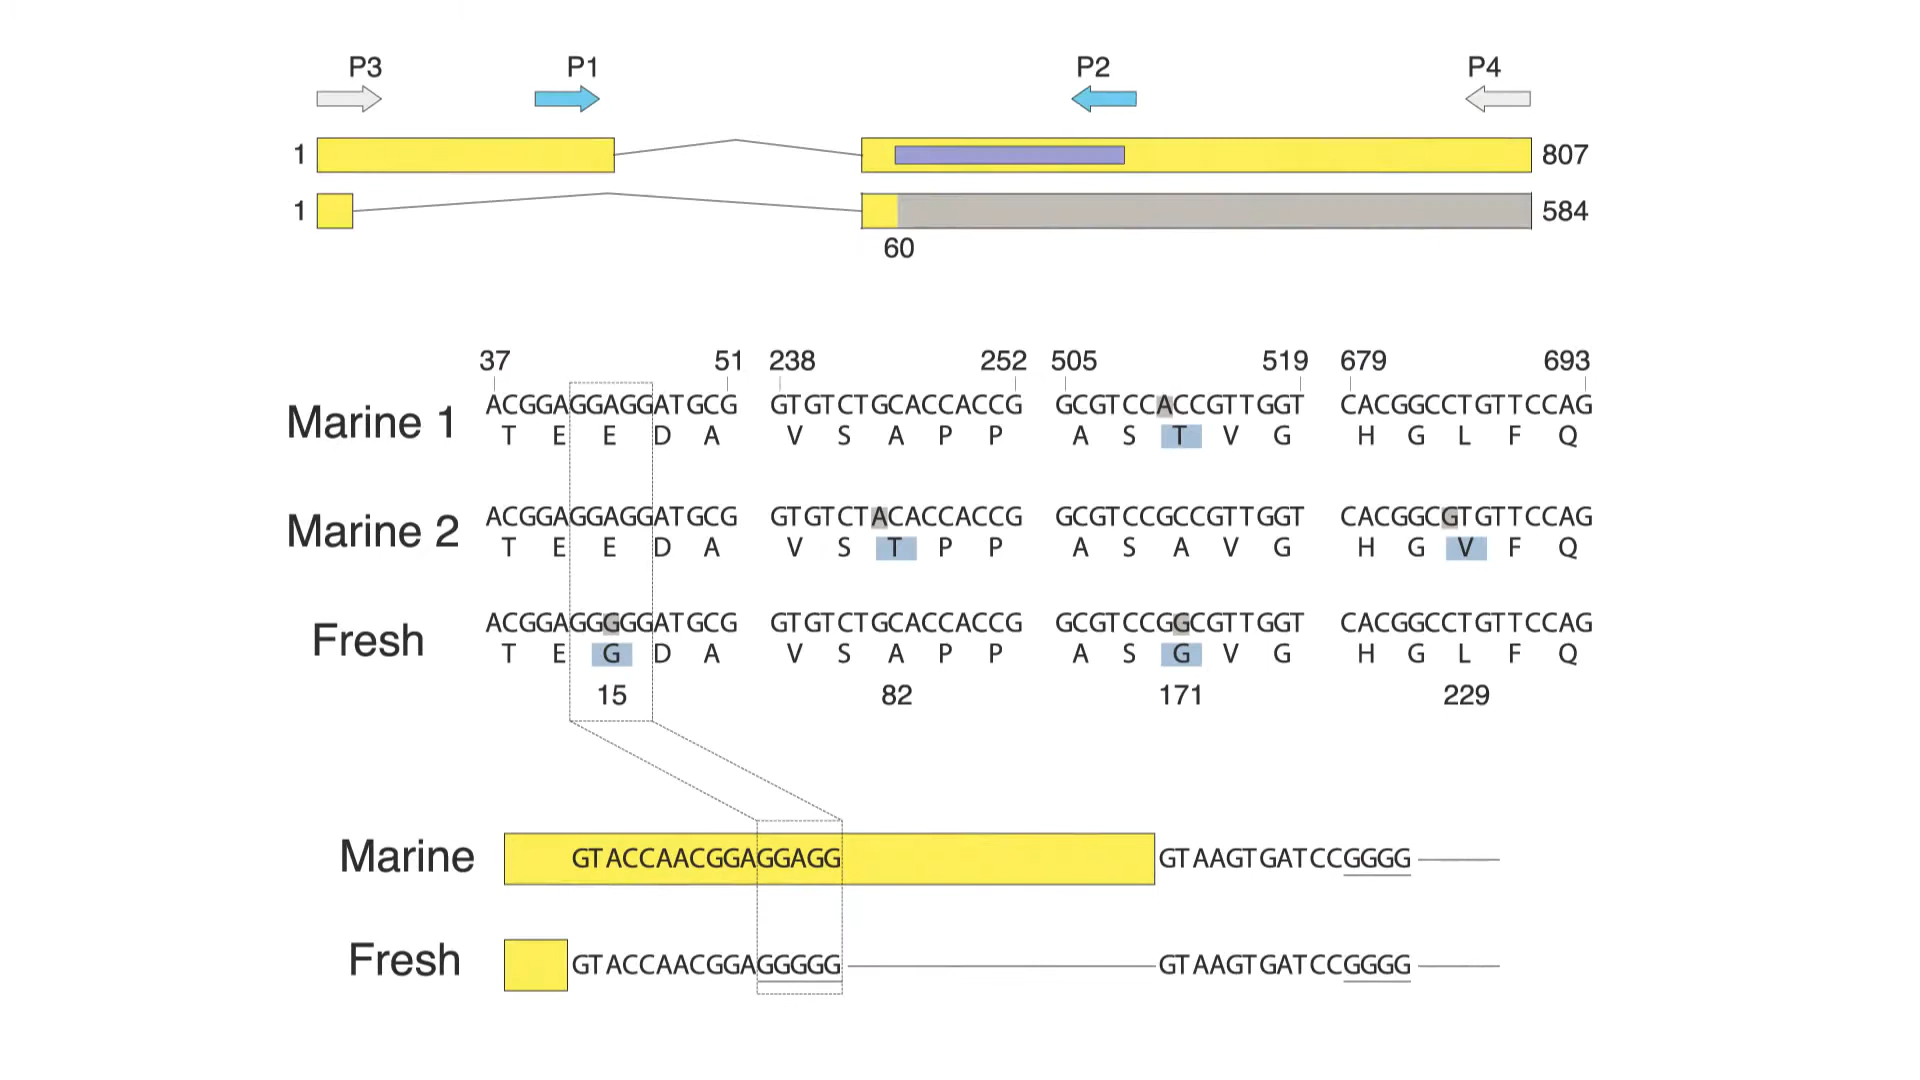 P3 P1 P2 P4
1 807
1 584
60
37 51 238 252 505 519 679 693
Marine 1 ACGGAGGAGGATGCG GTGTCTGCACCACCG GCGTCCACCGTTGGT CACGGCCTGTTCCAG
T E E D A V S A P P A S T V G H G L F Q
Marine 2 ACGGAGGAGGATGCG GTGTCTACACCACCG GCGTCCGCCGTTGGT CACGGCGTGTTCCAG
T E E D A V S T P P A S A V G H G V F Q
Fresh ACGGAGGGGGATGCG GTGTCTGCACCACCG GCGTCCGGCGTTGGT CACGGCCTGTTCCAG
T E G D A V S A P P A S G V G H G L F Q
15 82 171 229
Marine GTACCAACGGAGGAGG GTAAGTGATCCGGGG
Fresh GTACCAACGGAGGGGG GTAAGTGATCCGGGG